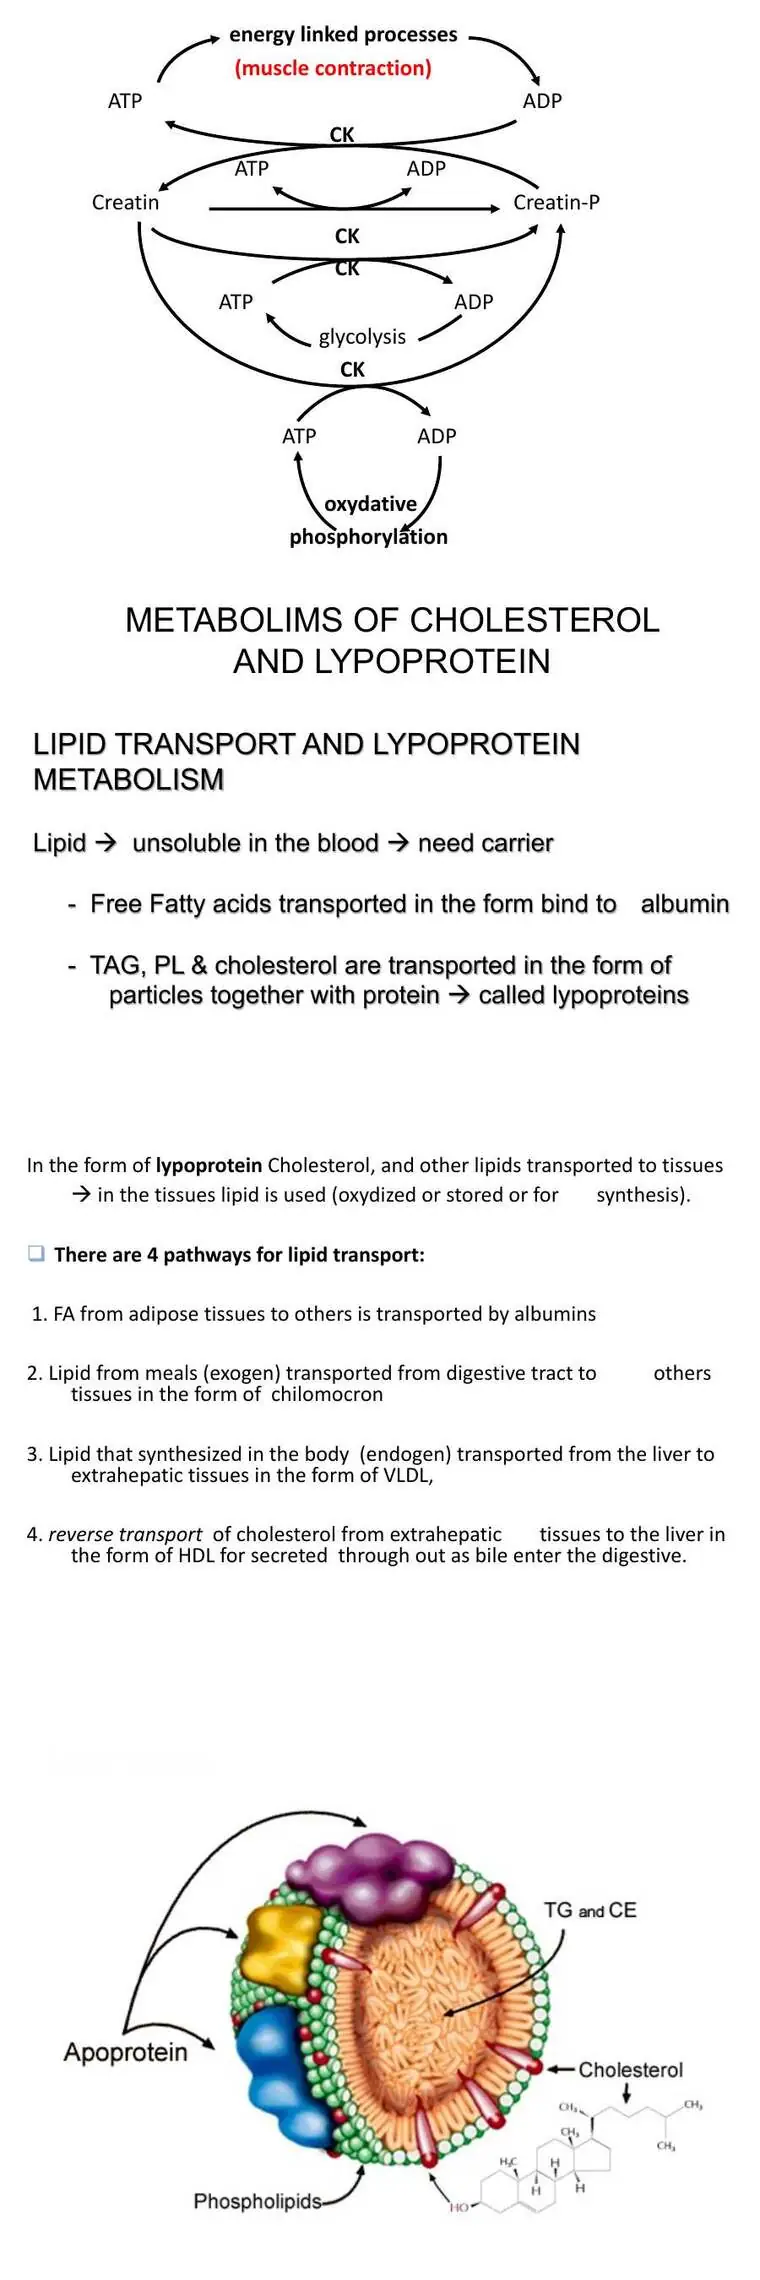 energy linked processes
(muscle contraction)
ATP ADP
CK
ATP ADP
Creatin Creatin-P
CK
CK
ATP ADP
glycolysis
CK
ATP ADP
oxydative
phosphorylation
METABOLIMS OF CHOLESTEROL
AND LYPOPROTEIN
LIPID TRANSPORT AND LYPOPROTEIN
METABOLISM
Lipid → unsoluble in the blood → need carrier
- Free Fatty acids transported in the form bind to albumin
- TAG, PL & cholesterol are transported in the form of
particles together with protein → called lypoproteins
In the form of lypoprotein Cholesterol, and other lipids transported to tissues
→ in the tissues lipid is used (oxydized or stored or for synthesis).
❑ There are 4 pathways for lipid transport:
1. FA from adipose tissues to others is transported by albumins
2. Lipid from meals (exogen) transported from digestive tract to others
tissues in the form of chilomocron
3. Lipid that synthesized in the body (endogen) transported from the liver to
extrahepatic tissues in the form of VLDL,
4. reverse transport of cholesterol from extrahepatic tissues to the liver in
the form of HDL for secreted through out as bile enter the digestive.
TG and CE
Apoprotein
Cholesterol
CH₃ CH₃
CH₃
CH₃
H₃C H
H H
HO
Phospholipids